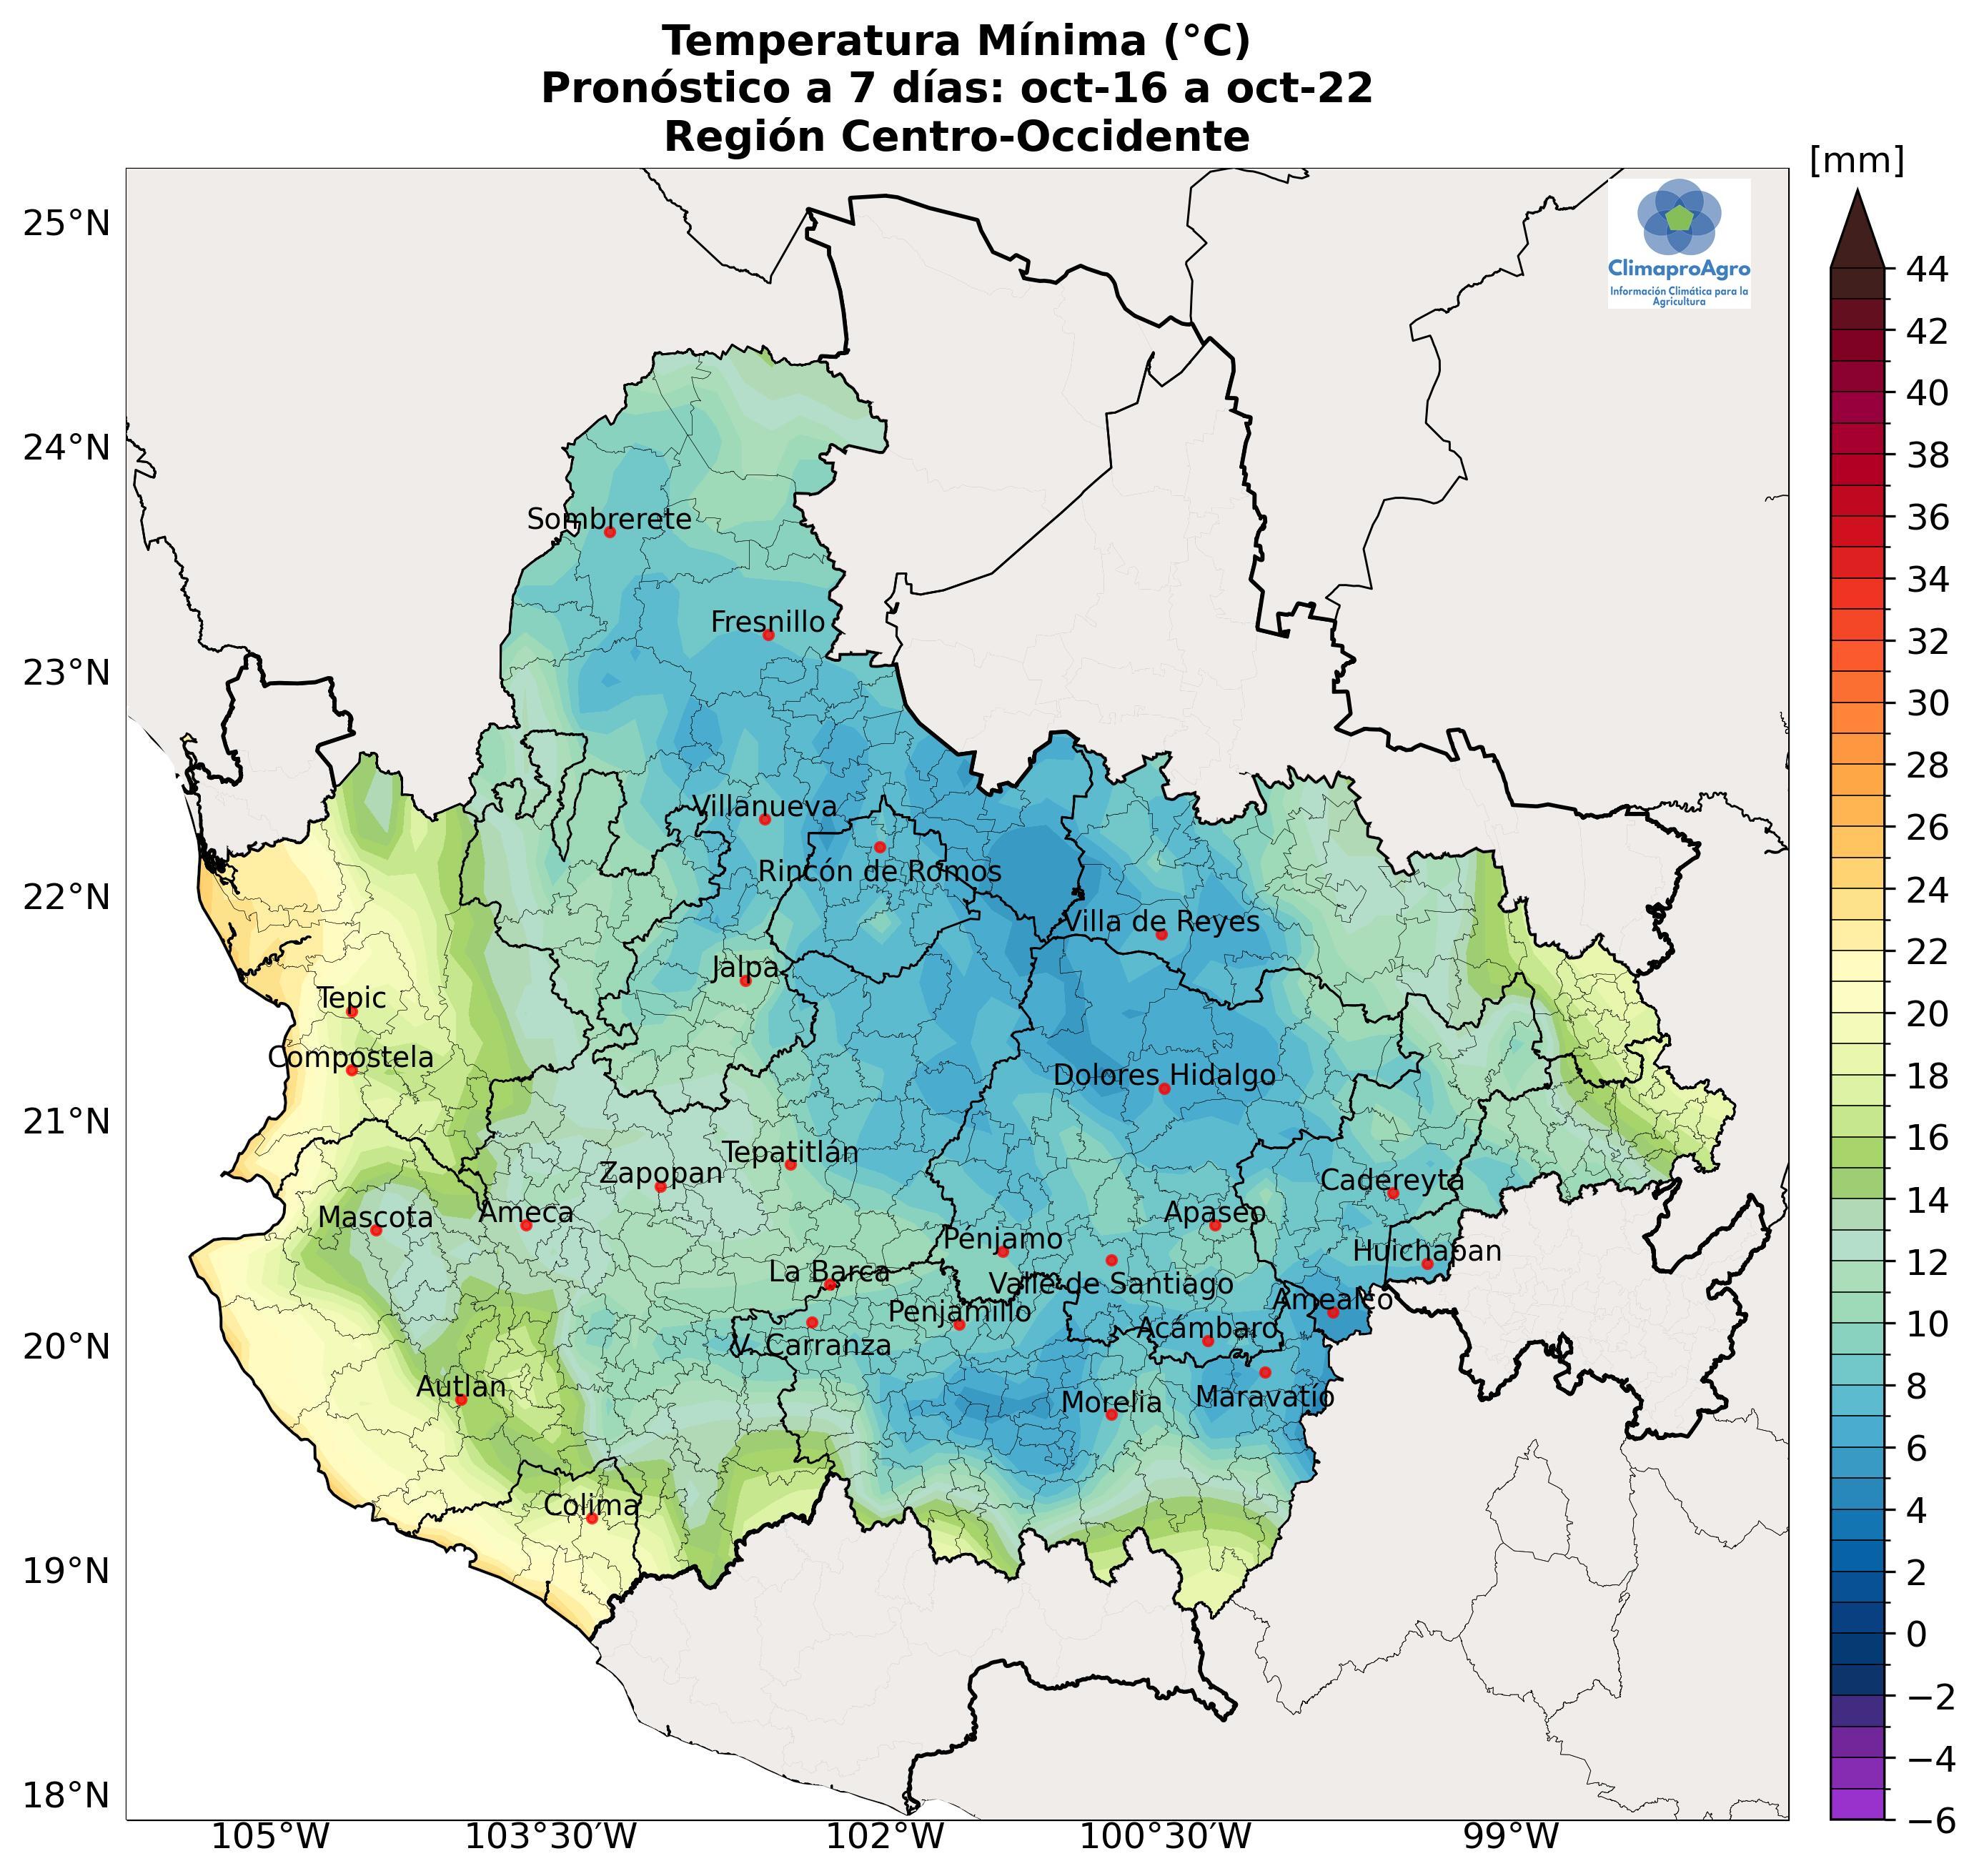 Temperatura Mínima (°C)
Pronóstico a 7 días: oct-16 a oct-22
Región Centro-Occidente
[mm]
25°N
24°N
23°N
22°N
21°N
20°N
19°N
18°N
ClimaproAgro
Información Climática para la
Agricultura
Sombrerete
Fresnillo
Villanueva
Rincón de Romos
Villa de Reyes
Jalpa
Tepic
Compostela
Dolores Hidalgo
Tepatitlán
Zapopan
Cadereyta
Mascota
Ameca
Apaseo
Pénjamo
Huichapan
La Barca
Valle de Santiago
Amealco
Penjamillo
Acámbaro
V. Carranza
Autlan
Morelia
Maravatío
Colima
105°W
103°30'W
102°W
100°30'W
99°W
44
42
40
38
36
34
32
30
28
26
24
22
20
18
16
14
12
10
8
6
4
2
0
−2
−4
−6